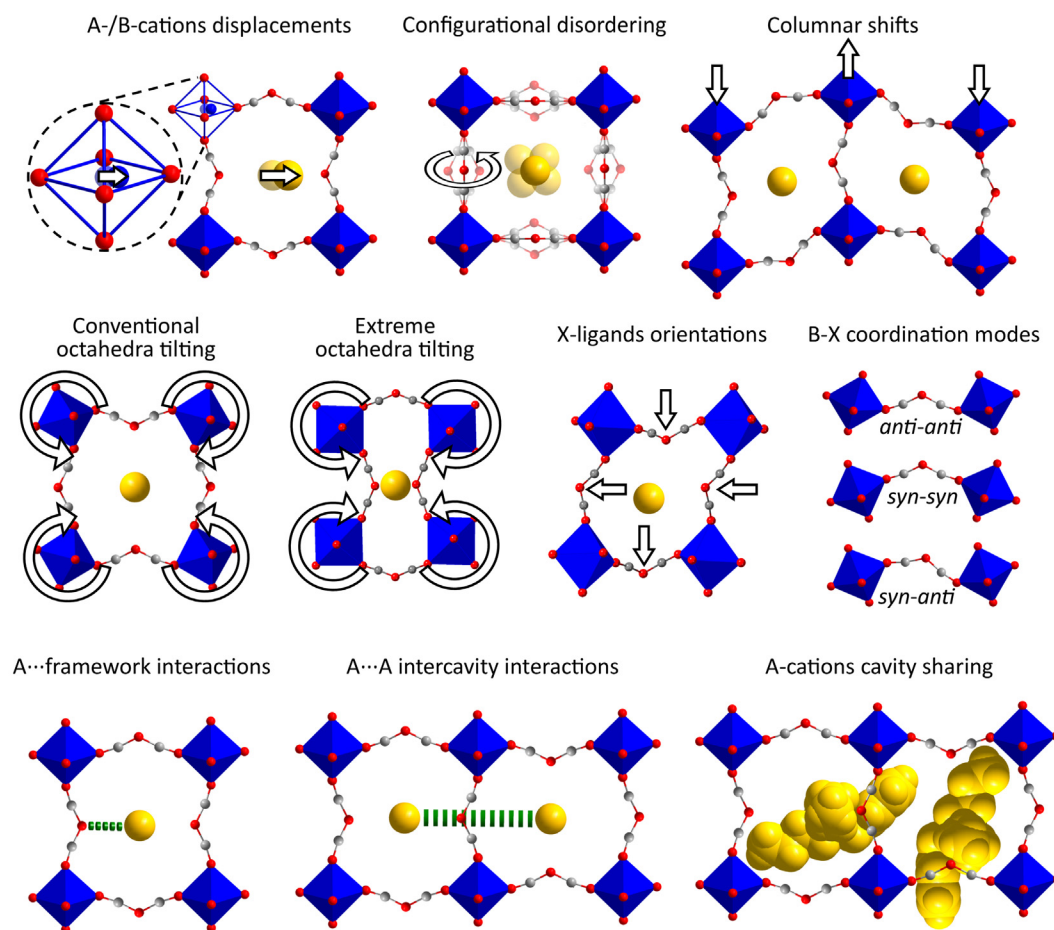 A-/B-cations displacements
Configurational disordering
Columnar shifts
Conventional
octahedra tilting
Extreme
octahedra tilting
X-ligands orientations
B-X coordination modes
anti-anti
syn-syn
syn-anti
A···framework interactions
A···A intercavity interactions
A-cations cavity sharing